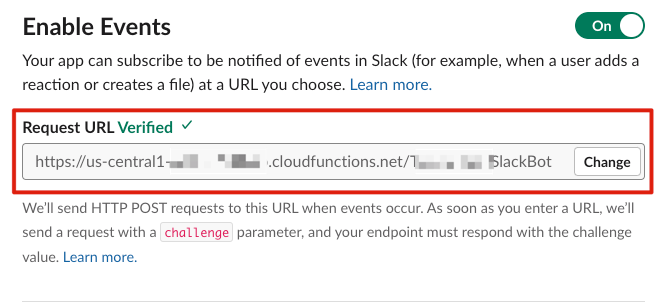 Enable Events
On
Your app can subscribe to be notified of events in Slack (for example, when a user adds a
reaction or creates a file) at a URL you choose. Learn more.
Request URL Verified ✓
https://us-central1- .cloudfunctions.net/T SlackBot
Change
We'll send HTTP POST requests to this URL when events occur. As soon as you enter a URL, we'll
send a request with a challenge parameter, and your endpoint must respond with the challenge
value. Learn more.